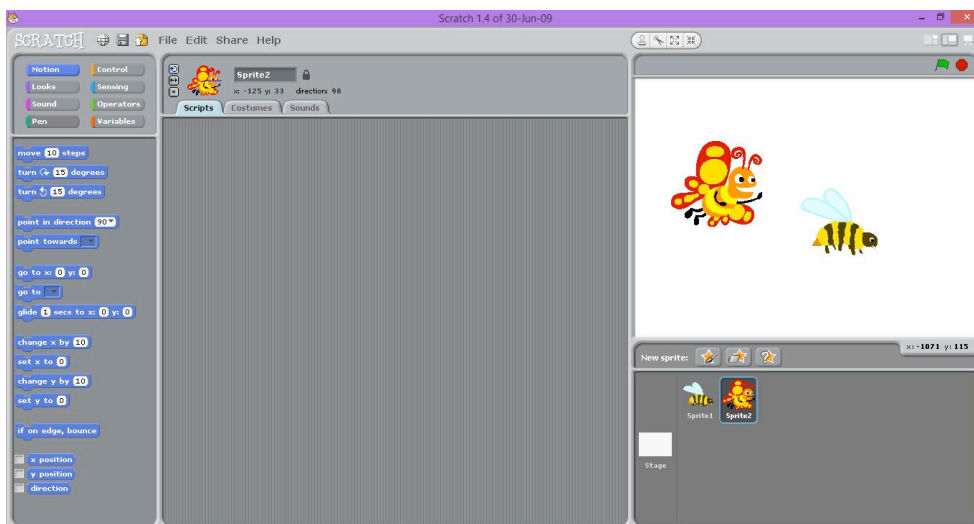 Scratch 1.4 of 30-Jun-09
SCRATCH File Edit Share Help
Motion Control
Looks Sensing
Sound Operators
Pen Variables
Sprite2
x: -125 y: 33 direction: 90
Scripts Costumes Sounds
move 10 steps
turn 15 degrees
turn 15 degrees
point in direction 90
point towards
go to x: 0 y: 0
go to
glide 1 secs to x: 0 y: 0
change x by 10
set x to 0
change y by 10
set y to 0
if on edge, bounce
x position
y position
direction
x: -1071 y: 115
New sprite:
Sprite1 Sprite2
Stage